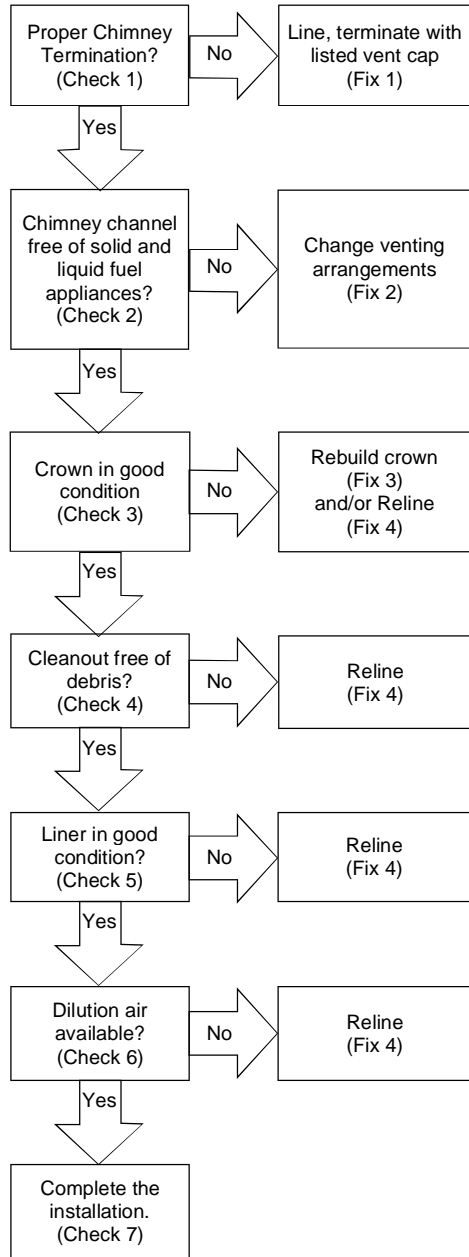 Proper Chimney
Termination?
(Check 1)
No
Line, terminate with
listed vent cap
(Fix 1)
Yes
Chimney channel
free of solid and
liquid fuel
appliances?
(Check 2)
No
Change venting
arrangements
(Fix 2)
Yes
Crown in good
condition
(Check 3)
No
Rebuild crown
(Fix 3)
and/or Reline
(Fix 4)
Yes
Cleanout free of
debris?
(Check 4)
No
Reline
(Fix 4)
Yes
Liner in good
condition?
(Check 5)
No
Reline
(Fix 4)
Yes
Dilution air
available?
(Check 6)
No
Reline
(Fix 4)
Yes
Complete the
installation.
(Check 7)